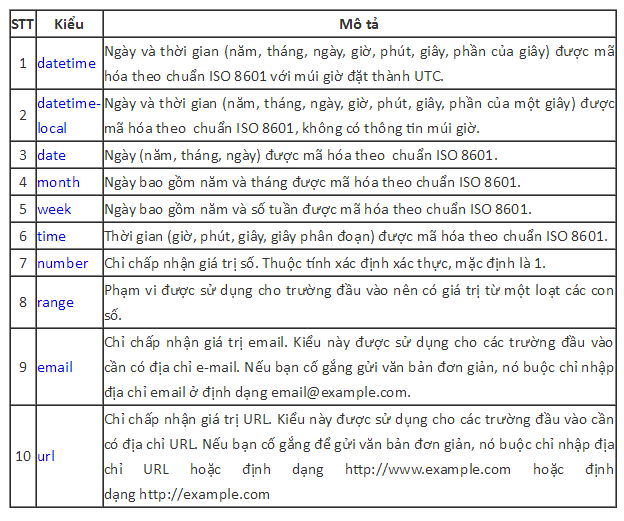 STT Kiểu Mô tả
1 datetime Ngày và thời gian (năm, tháng, ngày, giờ, phút, giây, phần của giây) được mã
hóa theo chuẩn ISO 8601 với múi giờ đặt thành UTC.
2 datetime-local Ngày và thời gian (năm, tháng, ngày, giờ, phút, giây, phần của một giây) được
mã hóa theo chuẩn ISO 8601, không có thông tin múi giờ.
3 date Ngày (năm, tháng, ngày) được mã hóa theo chuẩn ISO 8601.
4 month Ngày bao gồm năm và tháng được mã hóa theo chuẩn ISO 8601.
5 week Ngày bao gồm năm và số tuần được mã hóa theo chuẩn ISO 8601.
6 time Thời gian (giờ, phút, giây, giây phân đoạn) được mã hóa theo chuẩn ISO 8601.
7 number Chỉ chấp nhận giá trị số. Thuộc tính xác định xác thực, mặc định là 1.
8 range Phạm vi được sử dụng cho trường đầu vào nên có giá trị từ một loạt các con
số.
9 email Chỉ chấp nhận giá trị email. Kiểu này được sử dụng cho các trường đầu vào
cần có địa chỉ e-mail. Nếu bạn cố gắng gửi văn bản đơn giản, nó buộc chỉ nhập
địa chỉ email ở định dạng email@example.com.
10 url Chỉ chấp nhận giá trị URL. Kiểu này được sử dụng cho các trường đầu vào cần
có địa chỉ URL. Nếu bạn cố gắng để gửi văn bản đơn giản, nó buộc chỉ nhập địa
chỉ URL hoặc định dạng http://www.example.com hoặc định
dạng http://example.com